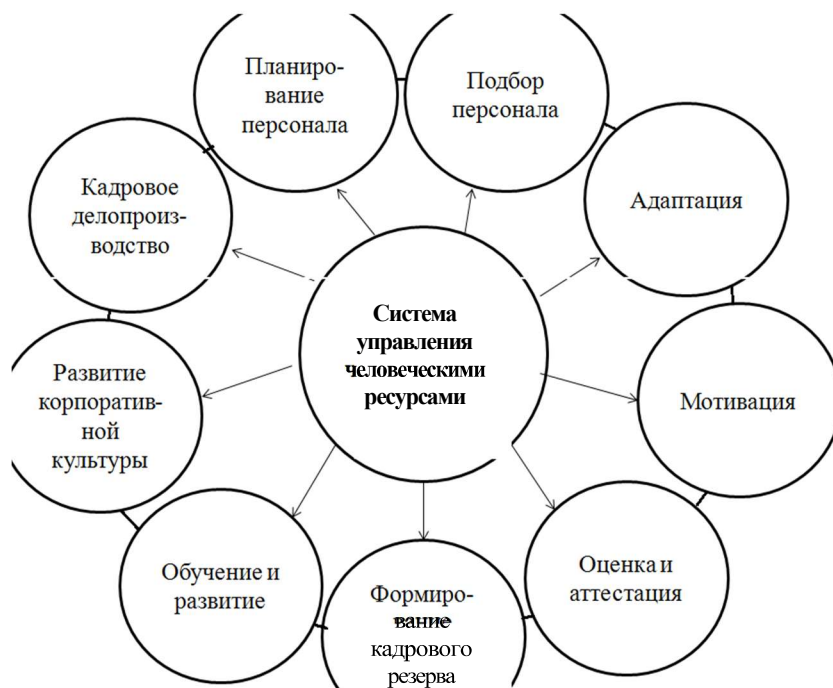 Планиро-
вание
персонала
Подбор
персонала
Адаптация
Мотивация
Оценка и
аттестация
Формиро-
вание
кадрового
резерва
Обучение и
развитие
Развитие
корпоратив-
ной
культуры
Кадровое
делопроиз-
водство
Система
управления
человеческими
ресурсами